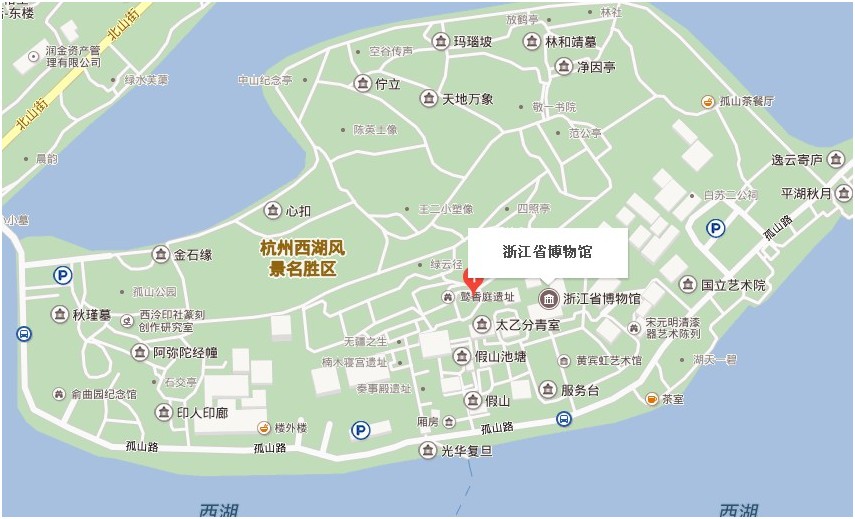 东楼
北山街
润金资产管
理有限公司
绿水芙蕖
北山街
晨韵
小墓
中山纪念亭
空谷传声
玛瑙坡
放鹤亭
林社
林和靖墓
净因亭
伫立
天地万象
敬一书院
孤山茶餐厅
陈英士像
范公亭
逸云寄庐
平湖秋月
白苏二公祠
孤山路
心扣
王二小塑像
四照亭
杭州西湖风
景名胜区
金石缘
绿云径
浙江省博物馆
浙江省博物馆
国立艺术院
孤山公园
鹫香庭遗址
秋瑾墓
西泠印社篆刻
创作研究室
太乙分青室
宋元明清漆
器艺术陈列
无疆之生
阿弥陀经幢
楠木寝宫遗址
假山池塘
黄宾虹艺术馆
湖天一碧
石交亭
俞曲园纪念馆
秦事殿遗址
服务台
假山
茶室
印人印廊
楼外楼
厢房
孤山路
孤山路
孤山路
光华复旦
西湖
西湖
P
P
P